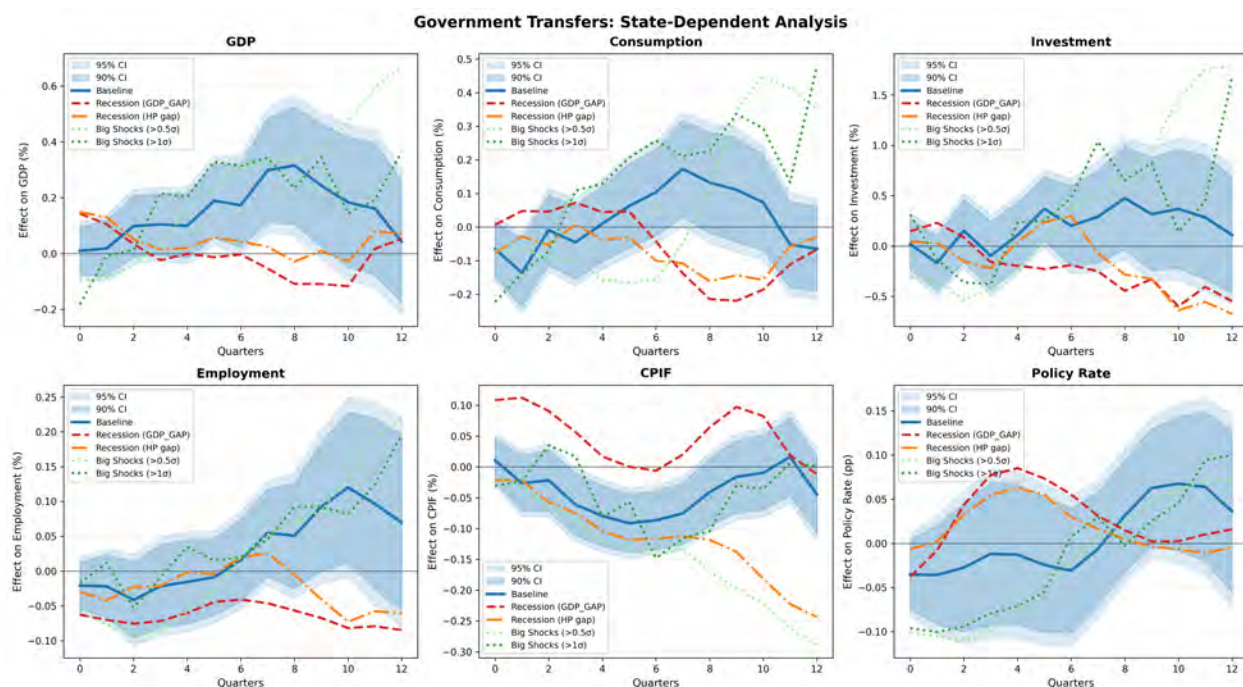 Government Transfers: State-Dependent Analysis
GDP
Effect on GDP (%)
0.6
0.4
0.2
0.0
−0.2
95% CI
90% CI
Baseline
Recession (GDP_GAP)
Recession (HP gap)
Big Shocks (>0.5σ)
Big Shocks (>1σ)
0 2 4 6 8 10 12
Quarters
Consumption
Effect on Consumption (%)
0.5
0.4
0.3
0.2
0.1
0.0
−0.1
−0.2
95% CI
90% CI
Baseline
Recession (GDP_GAP)
Recession (HP gap)
Big Shocks (>0.5σ)
Big Shocks (>1σ)
0 2 4 6 8 10 12
Quarters
Investment
Effect on Investment (%)
1.5
1.0
0.5
0.0
−0.5
95% CI
90% CI
Baseline
Recession (GDP_GAP)
Recession (HP gap)
Big Shocks (>0.5σ)
Big Shocks (>1σ)
0 2 4 6 8 10 12
Quarters
Employment
Effect on Employment (%)
0.25
0.20
0.15
0.10
0.05
0.00
−0.05
−0.10
95% CI
90% CI
Baseline
Recession (GDP_GAP)
Recession (HP gap)
Big Shocks (>0.5σ)
Big Shocks (>1σ)
0 2 4 6 8 10 12
Quarters
CPIF
Effect on CPIF (%)
0.10
0.05
0.00
−0.05
−0.10
−0.15
−0.20
−0.25
−0.30
95% CI
90% CI
Baseline
Recession (GDP_GAP)
Recession (HP gap)
Big Shocks (>0.5σ)
Big Shocks (>1σ)
0 2 4 6 8 10 12
Quarters
Policy Rate
Effect on Policy Rate (pp)
0.15
0.10
0.05
0.00
−0.05
−0.10
95% CI
90% CI
Baseline
Recession (GDP_GAP)
Recession (HP gap)
Big Shocks (>0.5σ)
Big Shocks (>1σ)
0 2 4 6 8 10 12
Quarters